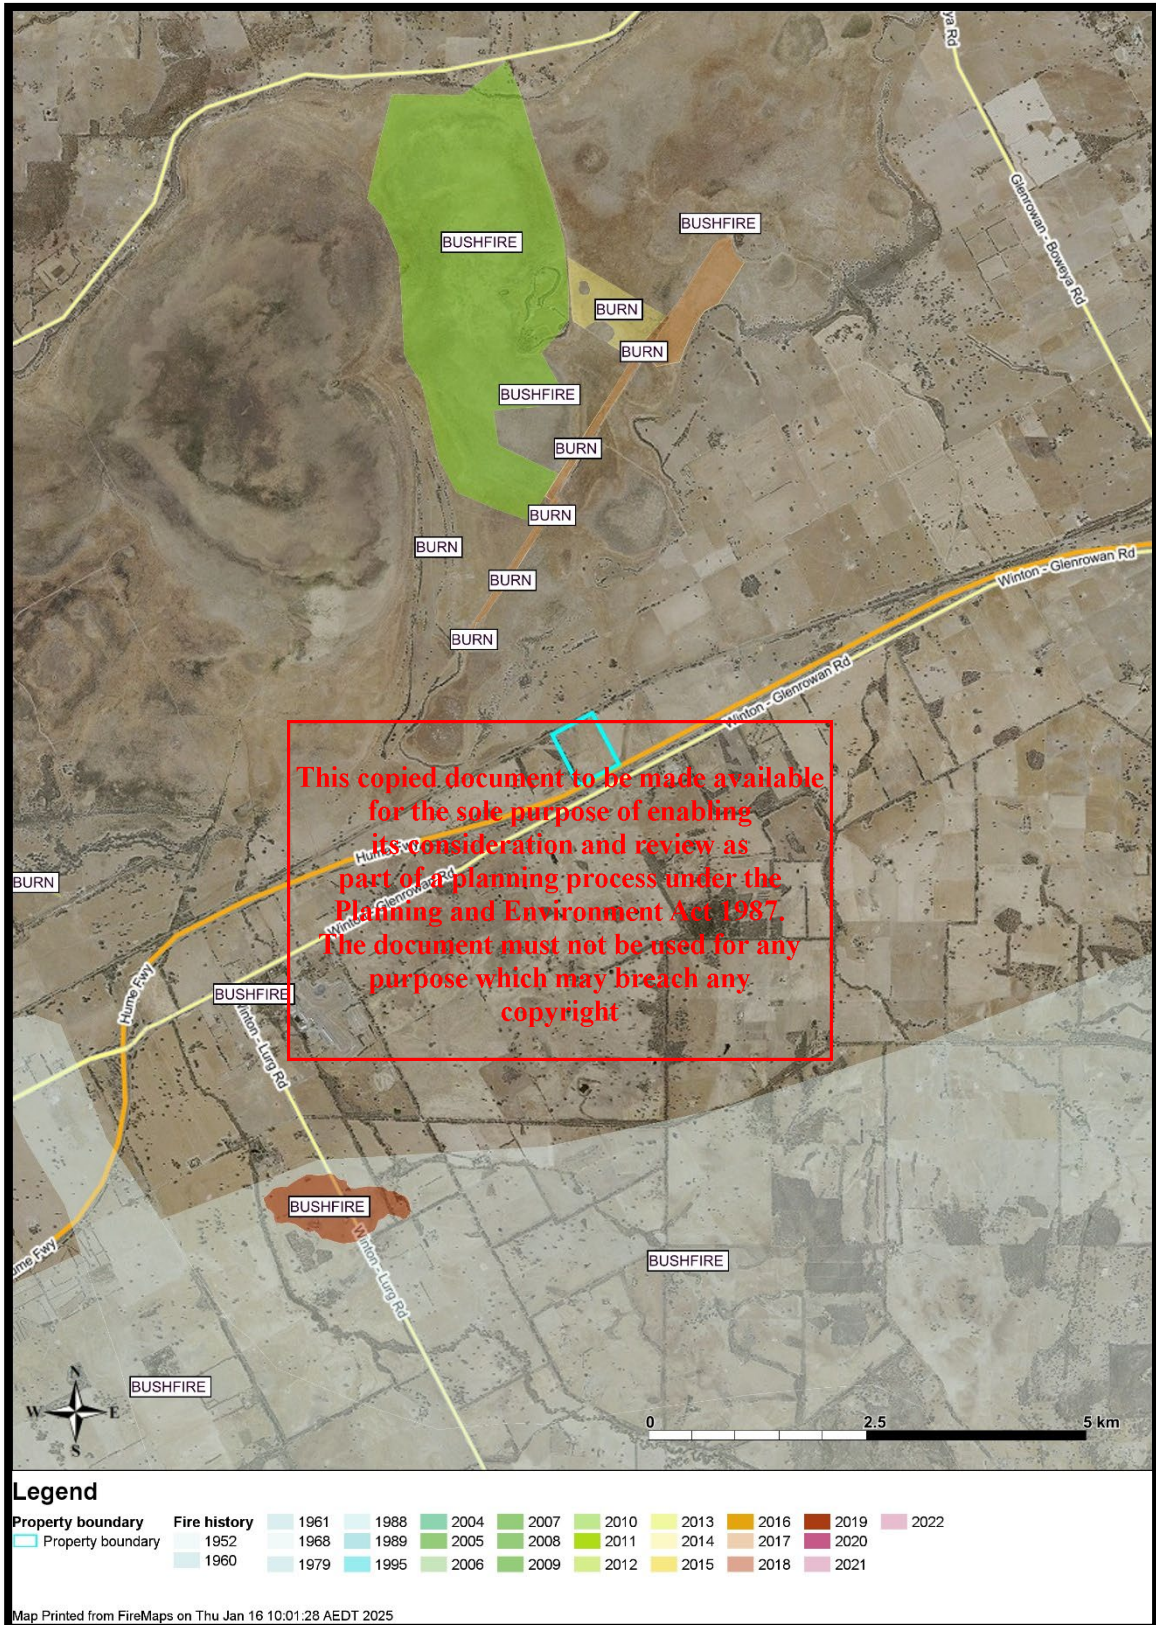 ya Rd
Glenrowan - Boweya Rd
BUSHFIRE
BUSHFIRE
BURN
BURN
BUSHFIRE
BURN
BURN
BURN
BURN
BURN
Winton - Glenrowan Rd
Winton - Glenrowan Rd
This copied document to be made available
for the sole purpose of enabling
its consideration and review as
part of a planning process under the
Planning and Environment Act 1987.
The document must not be used for any
purpose which may breach any
copyright
Hume Fwy
Winton - Glenrowan Rd
BURN
Hume Fwy
BUSHFIRE
Winton - Lurg Rd
BUSHFIRE
Winton - Lurg Rd
ume Fwy
BUSHFIRE
BUSHFIRE
N
W E
S
0 2.5 5 km
Legend
Property boundary
Property boundary
Fire history
1952
1960
1961
1968
1979
1988
1989
1995
2004
2005
2006
2007
2008
2009
2010
2011
2012
2013
2014
2015
2016
2017
2018
2019
2020
2021
2022
Map Printed from FireMaps on Thu Jan 16 10:01:28 AEDT 2025